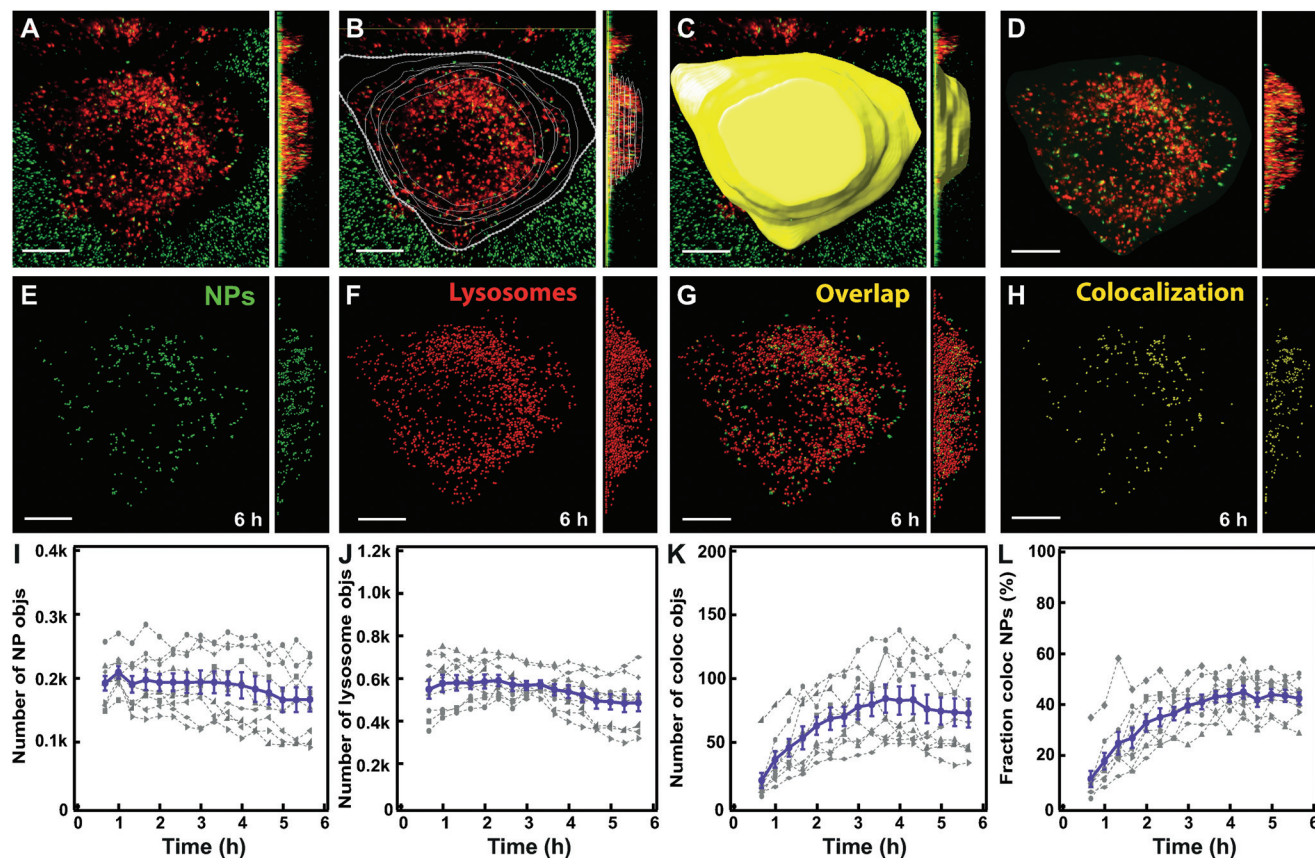 A
B
C
D
E
NPs
F
Lysosomes
G
Overlap
H
Colocalization
6 h
6 h
6 h
I
Number of NP objs
0.4k
0.3k
0.2k
0.1k
0
0 1 2 3 4 5 6
Time (h)
J
Number of lysosome objs
1.2k
1.0k
0.8k
0.6k
0.4k
0.2k
0
0 1 2 3 4 5 6
Time (h)
K
Number of coloc objs
200
150
100
50
0
0 1 2 3 4 5 6
Time (h)
L
Fraction coloc NPs (%)
100
80
60
40
20
0
0 1 2 3 4 5 6
Time (h)